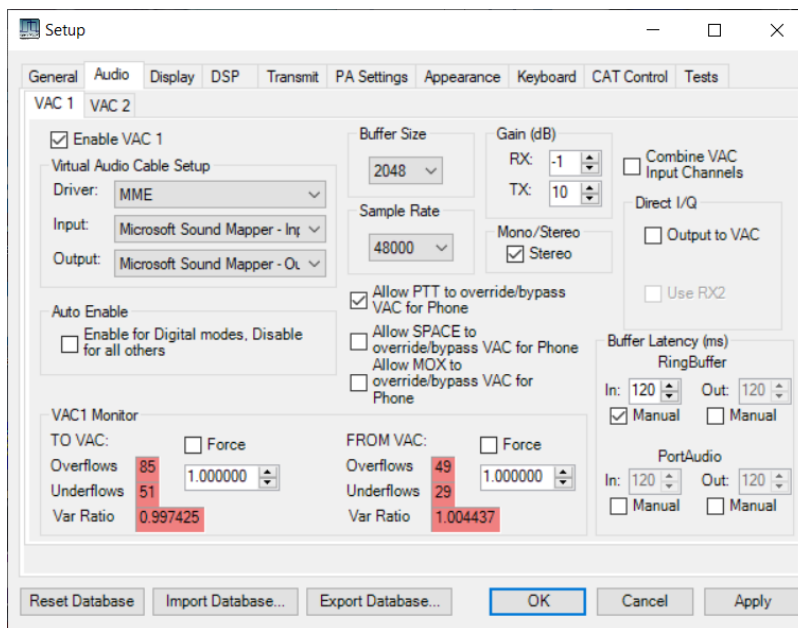 Setup
General Audio Display DSP Transmit PA Settings Appearance Keyboard CAT Control Tests
VAC 1 VAC 2
Enable VAC 1
Virtual Audio Cable Setup
Driver: MME
Input: Microsoft Sound Mapper - Inp
Output: Microsoft Sound Mapper - Ou
Auto Enable
Enable for Digital modes, Disable
for all others
Buffer Size
2048
Sample Rate
48000
Gain (dB)
RX: -1
TX: 10
Mono/Stereo
Stereo
Combine VAC
Input Channels
Direct I/Q
Output to VAC
Use RX2
Allow PTT to override/bypass
VAC for Phone
Allow SPACE to
override/bypass VAC for Phone
Allow MOX to
override/bypass VAC for
Phone
Buffer Latency (ms)
RingBuffer
In: 120 Out: 120
Manual Manual
PortAudio
In: 120 Out: 120
Manual Manual
VAC1 Monitor
TO VAC: Force
Overflows 85 1.000000
Underflows 51
Var Ratio 0.997425
FROM VAC: Force
Overflows 49 1.000000
Underflows 29
Var Ratio 1.004437
Reset Database Import Database... Export Database... OK Cancel Apply